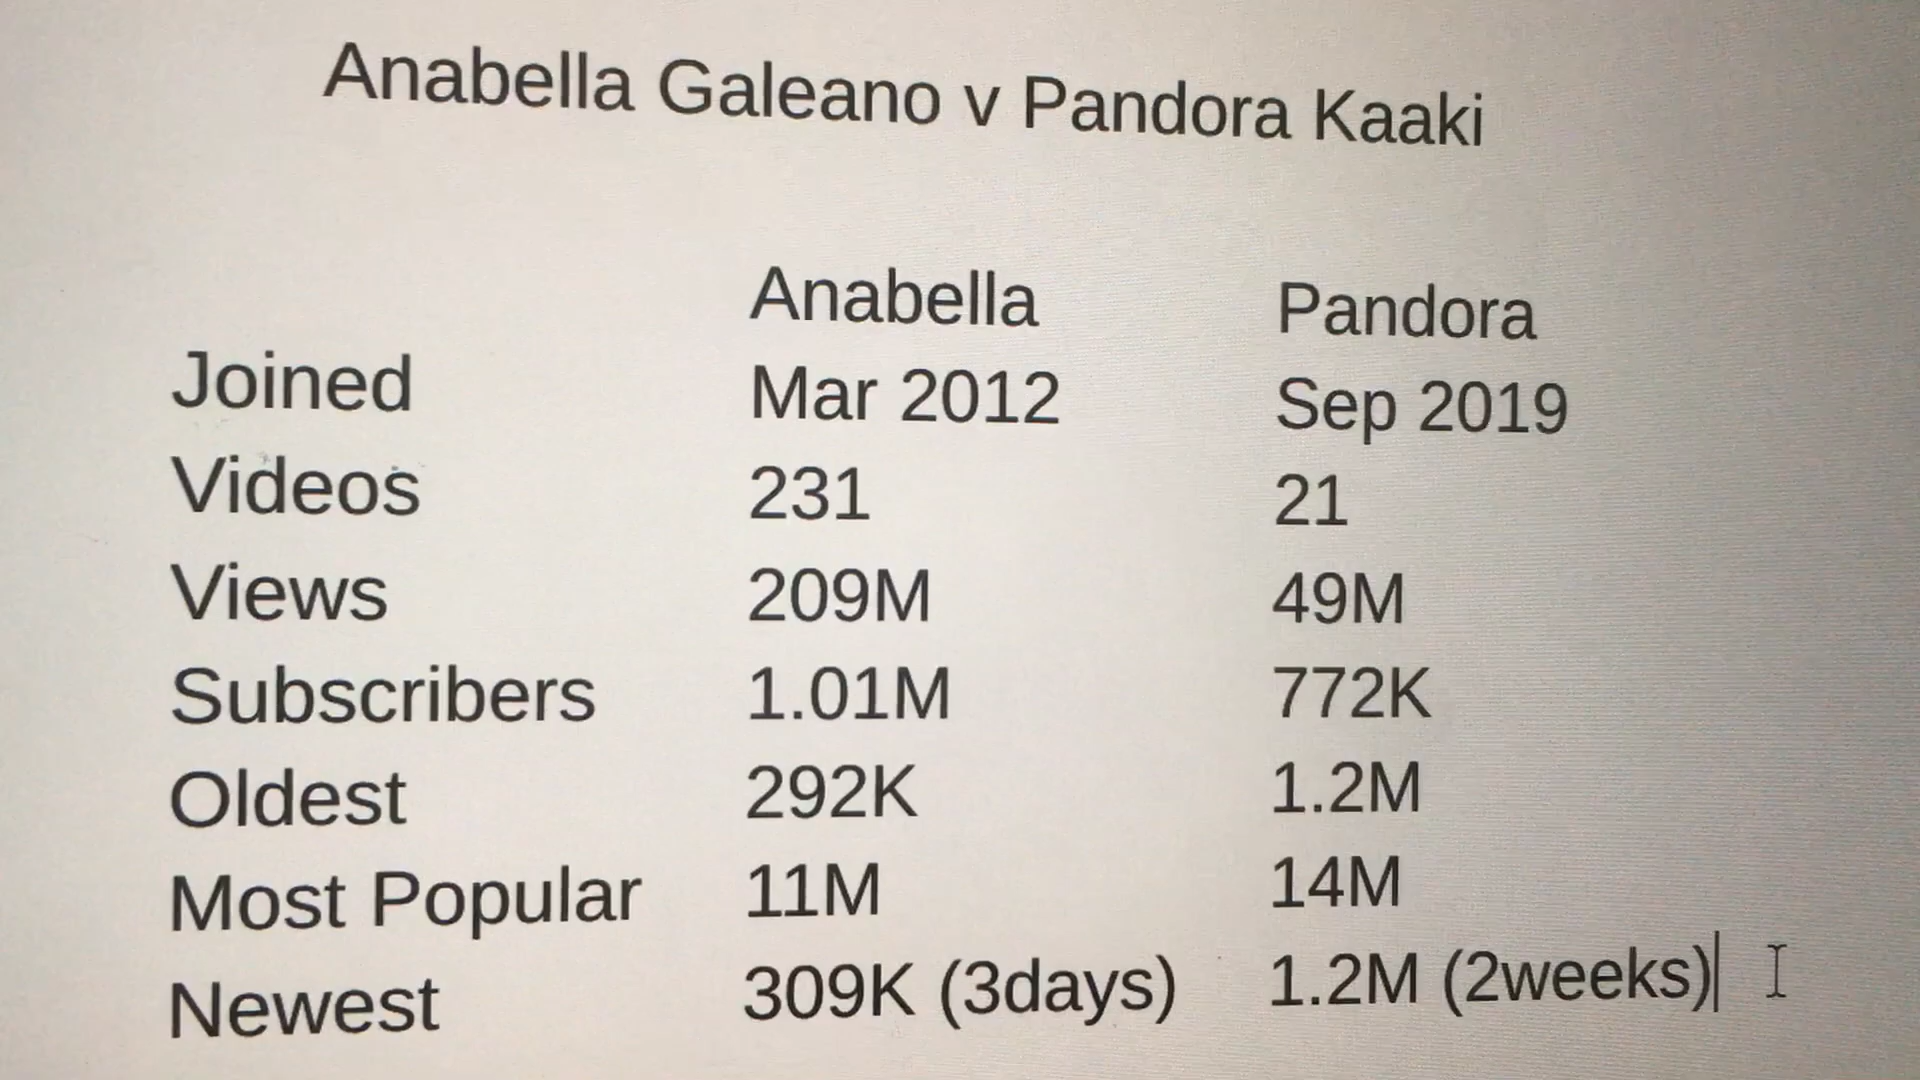 Anabella Galeano v Pandora Kaaki
Anabella Pandora
Joined Mar 2012 Sep 2019
Videos 231 21
Views 209M 49M
Subscribers 1.01M 772K
Oldest 292K 1.2M
Most Popular 11M 14M
Newest 309K (3days) 1.2M (2weeks)